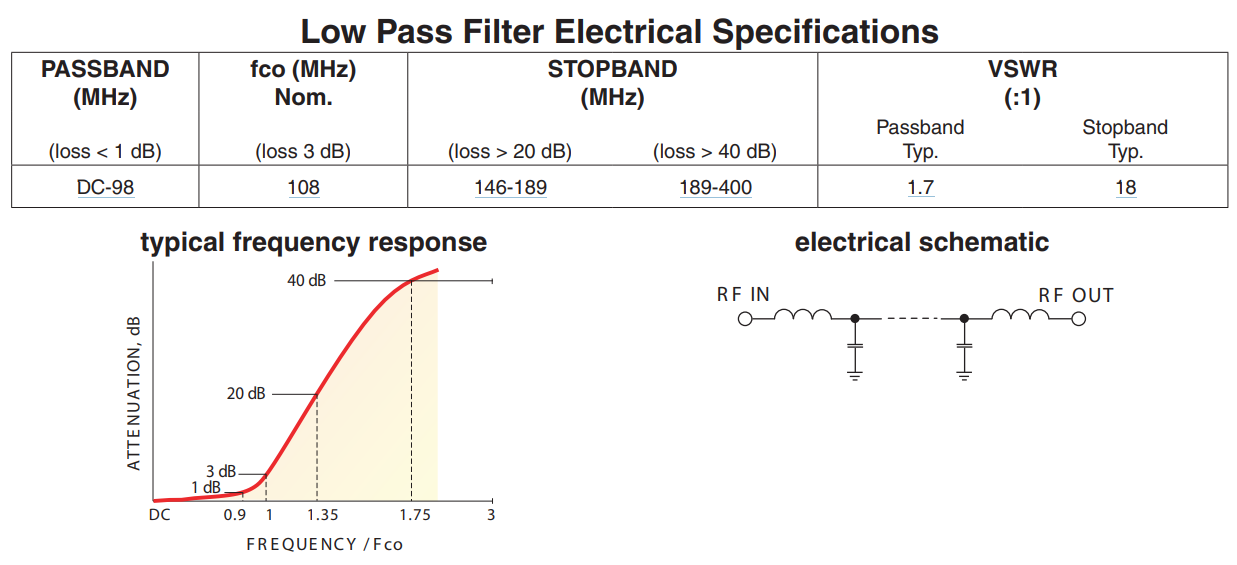 Low Pass Filter Electrical Specifications
PASSBAND
(MHz)
(loss < 1 dB)
fco (MHz)
Nom.
(loss 3 dB)
STOPBAND
(MHz)
(loss > 20 dB) (loss > 40 dB)
VSWR
(:1)
Passband
Typ.
Stopband
Typ.
DC-98 108 146-189 189-400 1.7 18
typical frequency response
ATTENUATION, dB
40 dB
20 dB
3 dB
1 dB
DC 0.9 1 1.35 1.75 3
FREQUENCY / Fco
electrical schematic
RF IN RF OUT